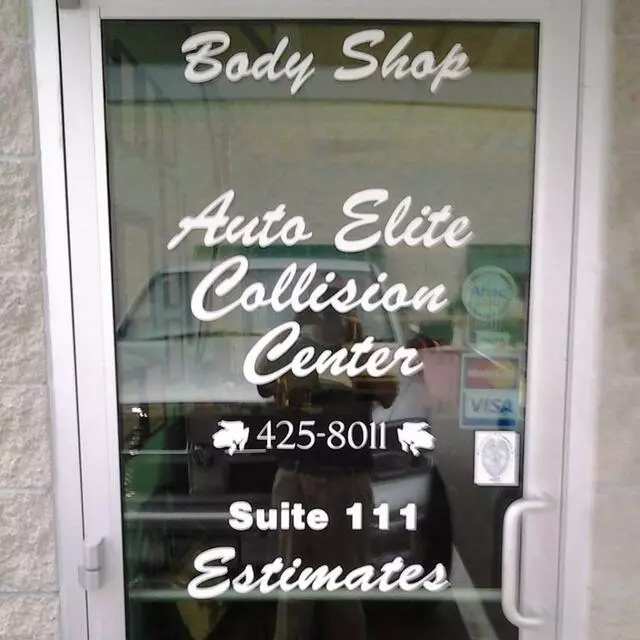 Body Shop
Auto Elite
Collision
Center
425-8011
Suite 111
Estimates
VISA